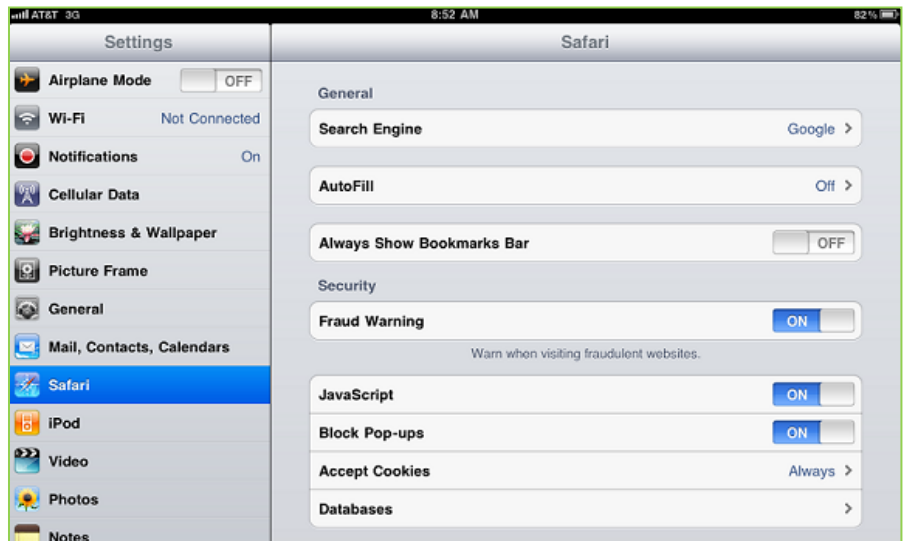 AT&T 3G 8:52 AM 82%
Settings
Airplane Mode OFF
Wi-Fi Not Connected
Notifications On
Cellular Data
Brightness & Wallpaper
Picture Frame
General
Mail, Contacts, Calendars
Safari
iPod
Video
Photos
Notes
Safari
General
Search Engine Google
AutoFill Off
Always Show Bookmarks Bar OFF
Security
Fraud Warning ON
Warn when visiting fraudulent websites.
JavaScript ON
Block Pop-ups ON
Accept Cookies Always
Databases